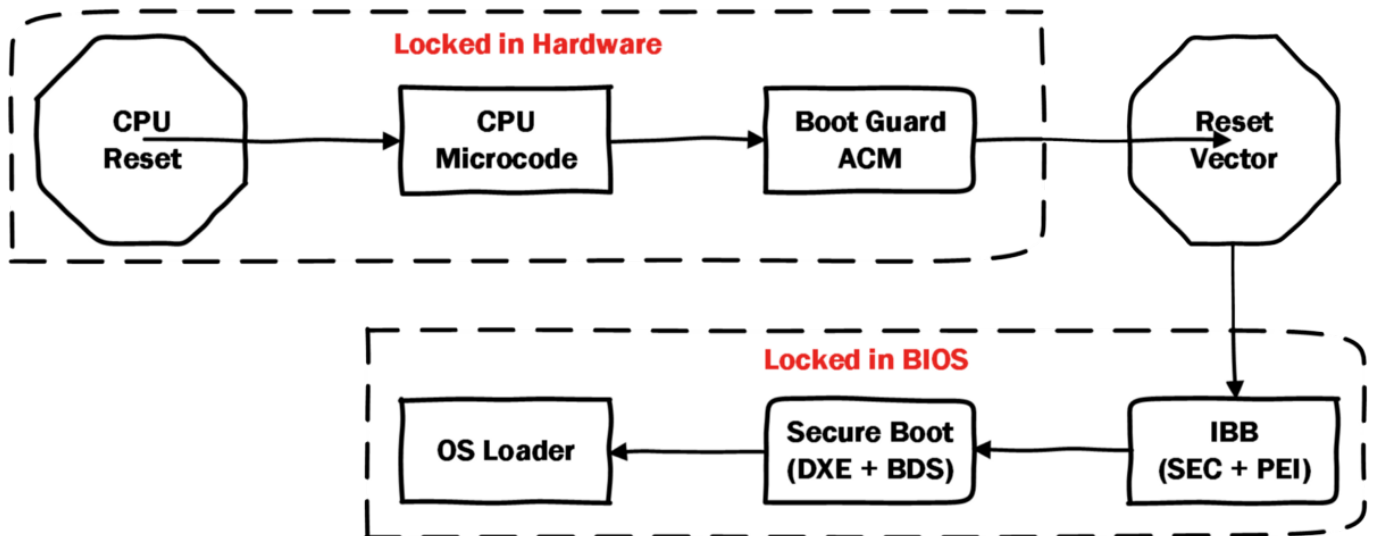 Locked in Hardware
CPU
Reset
CPU
Microcode
Boot Guard
ACM
Reset
Vector
Locked in BIOS
OS Loader
Secure Boot
(DXE + BDS)
IBB
(SEC + PEI)